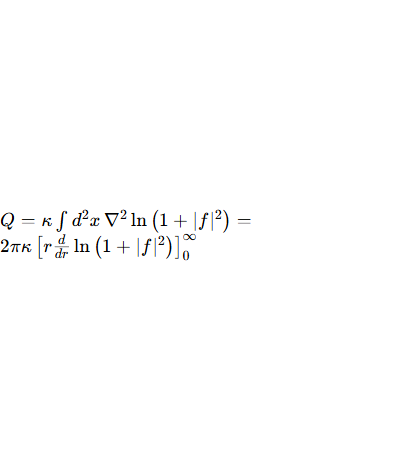 Q = κ ∫ d²x ∇² ln (1 + |f|²) =
2πκ [r d/dr ln (1 + |f|²)]₀^∞